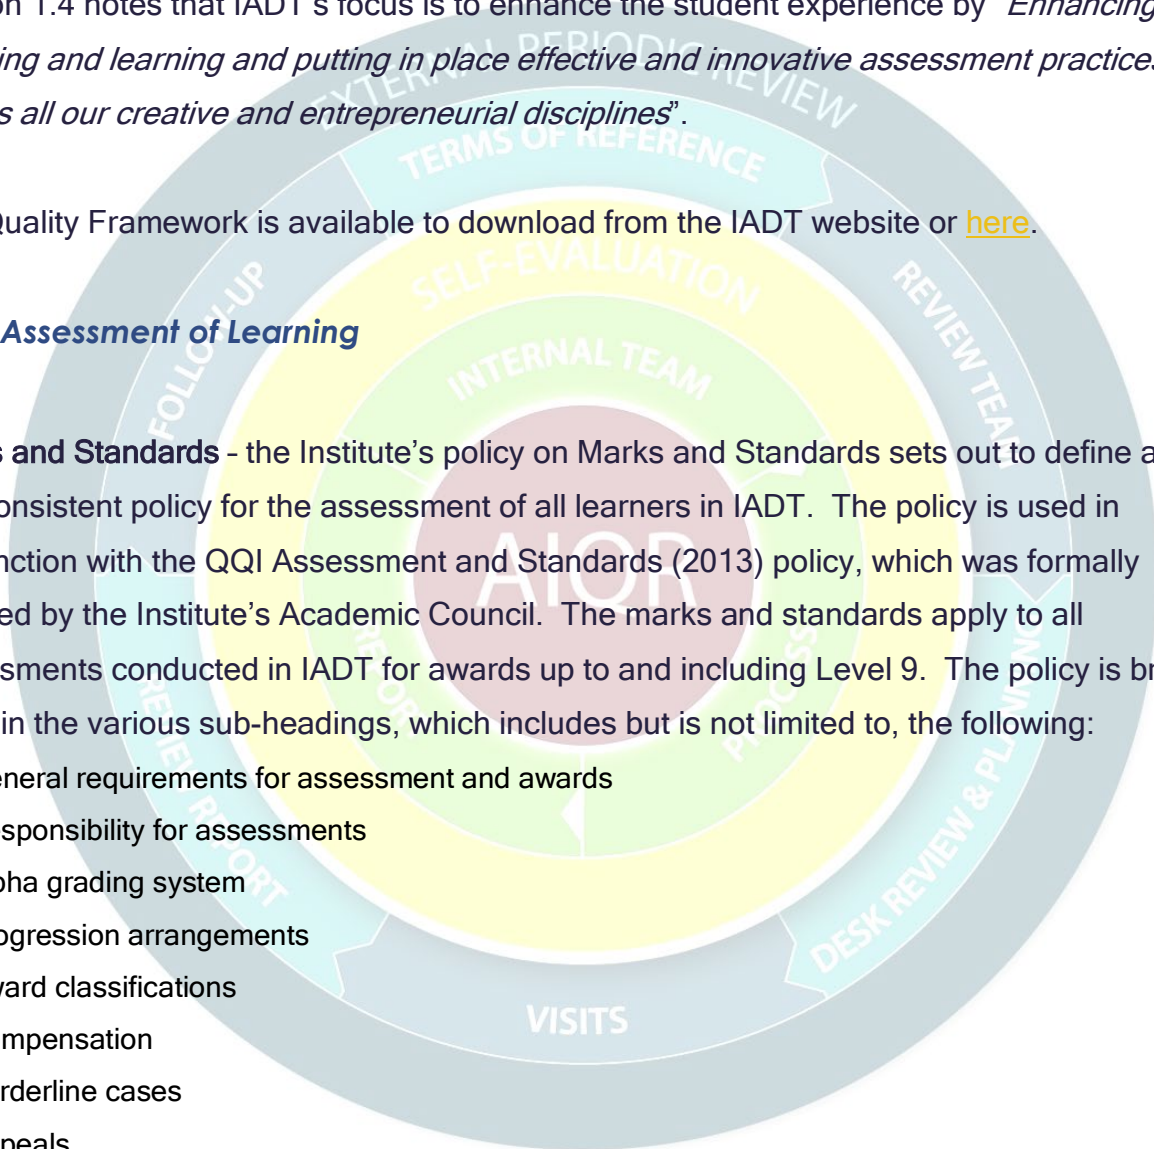 on 1.4 notes that IADT's focus is to enhance the student experience by "Enhancing
ing and learning and putting in place effective and innovative assessment practices
s all our creative and entrepreneurial disciplines".
Quality Framework is available to download from the IADT website or here.
Assessment of Learning
s and Standards – the Institute's policy on Marks and Standards sets out to define a
onsistent policy for the assessment of all learners in IADT. The policy is used in
nction with the QQI Assessment and Standards (2013) policy, which was formally
ed by the Institute's Academic Council. The marks and standards apply to all
sments conducted in IADT for awards up to and including Level 9. The policy is br
in the various sub-headings, which includes but is not limited to, the following:
eneral requirements for assessment and awards
sponsibility for assessments
pha grading system
ogression arrangements
ward classifications
mpensation
rderline cases
peals
EXTERNAL PERIODIC REVIEW
TERMS OF REFERENCE
SELF-EVALUATION
INTERNAL TEAM
FOLLOW-UP
REVIEW TEAM
AIQR
REPORT
PROCESS
REVIEW REPORT
DESK REVIEW & PLANNING
VISITS